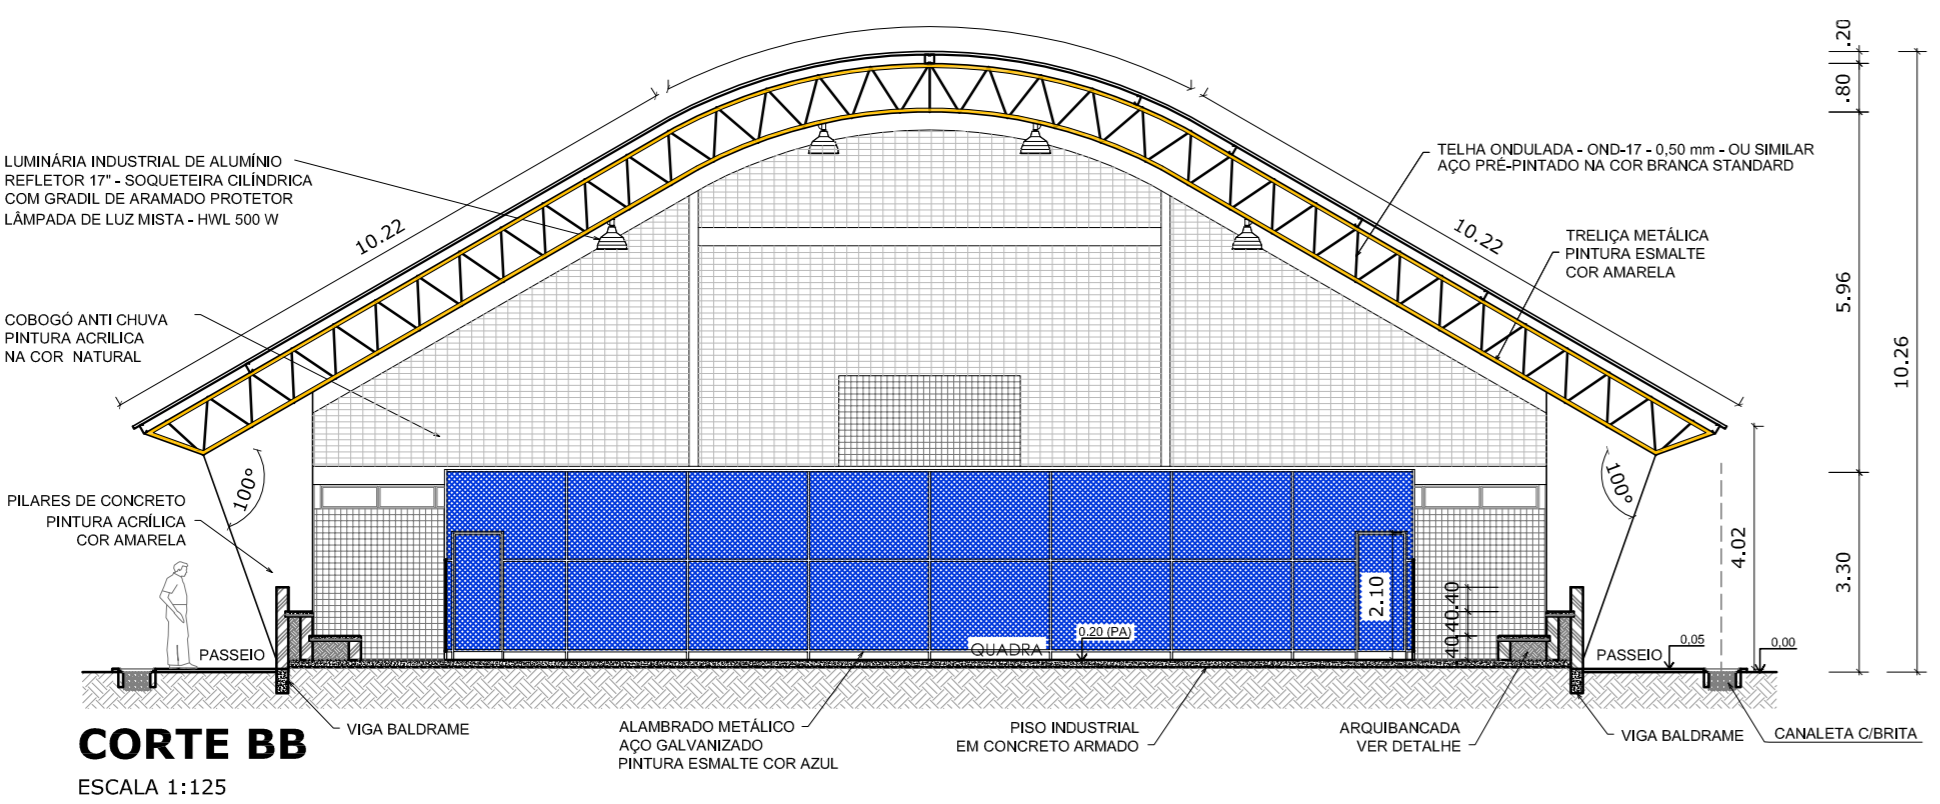 .20
.80
5.96
10.26
3.30
LUMINÁRIA INDUSTRIAL DE ALUMÍNIO
REFLETOR 17" - SOQUETEIRA CILÍNDRICA
COM GRADIL DE ARAMADO PROTETOR
LÂMPADA DE LUZ MISTA - HWL 500 W
10.22
TELHA ONDULADA - OND-17 - 0,50 mm - OU SIMILAR
AÇO PRÉ-PINTADO NA COR BRANCA STANDARD
10.22
TRELIÇA METÁLICA
PINTURA ESMALTE
COR AMARELA
COBOGÓ ANTI CHUVA
PINTURA ACRILICA
NA COR NATURAL
100°
100°
PILARES DE CONCRETO
PINTURA ACRÍLICA
COR AMARELA
4.02
2.10
.40
.40
.40
PASSEIO
QUADRA
0.20 (PA)
PASSEIO
0,05
0,00
VIGA BALDRAME
ALAMBRADO METÁLICO
AÇO GALVANIZADO
PINTURA ESMALTE COR AZUL
PISO INDUSTRIAL
EM CONCRETO ARMADO
ARQUIBANCADA
VER DETALHE
VIGA BALDRAME
CANALETA C/BRITA
CORTE BB
ESCALA 1:125